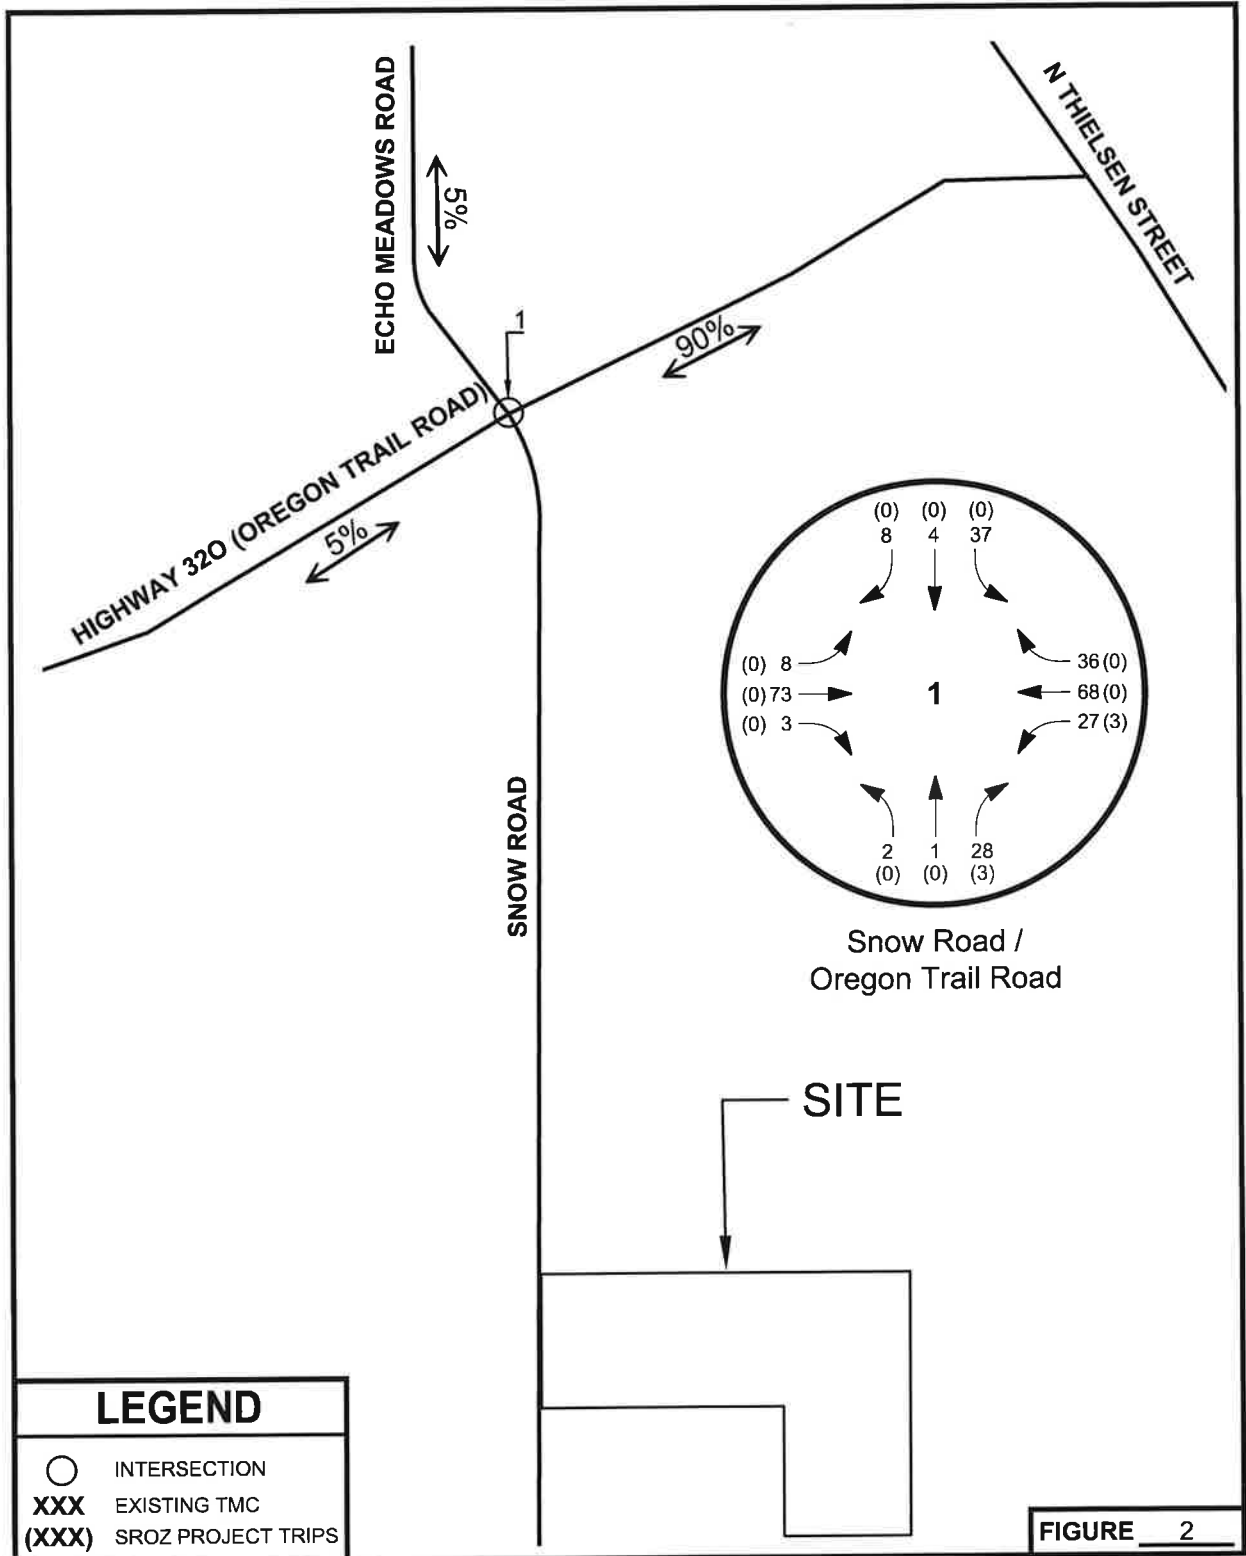 ECHO MEADOWS ROAD
5%
N THIELSEN STREET
1
90%
HIGHWAY 320 (OREGON TRAIL ROAD)
5%
(0) (0) (0)
8 4 37
(0) 8
36 (0)
(0) 73
1
68 (0)
(0) 3
27 (3)
2 1 28
(0) (0) (3)
Snow Road /
Oregon Trail Road
SNOW ROAD
SITE
LEGEND
INTERSECTION
XXX EXISTING TMC
(XXX) SROZ PROJECT TRIPS
FIGURE 2